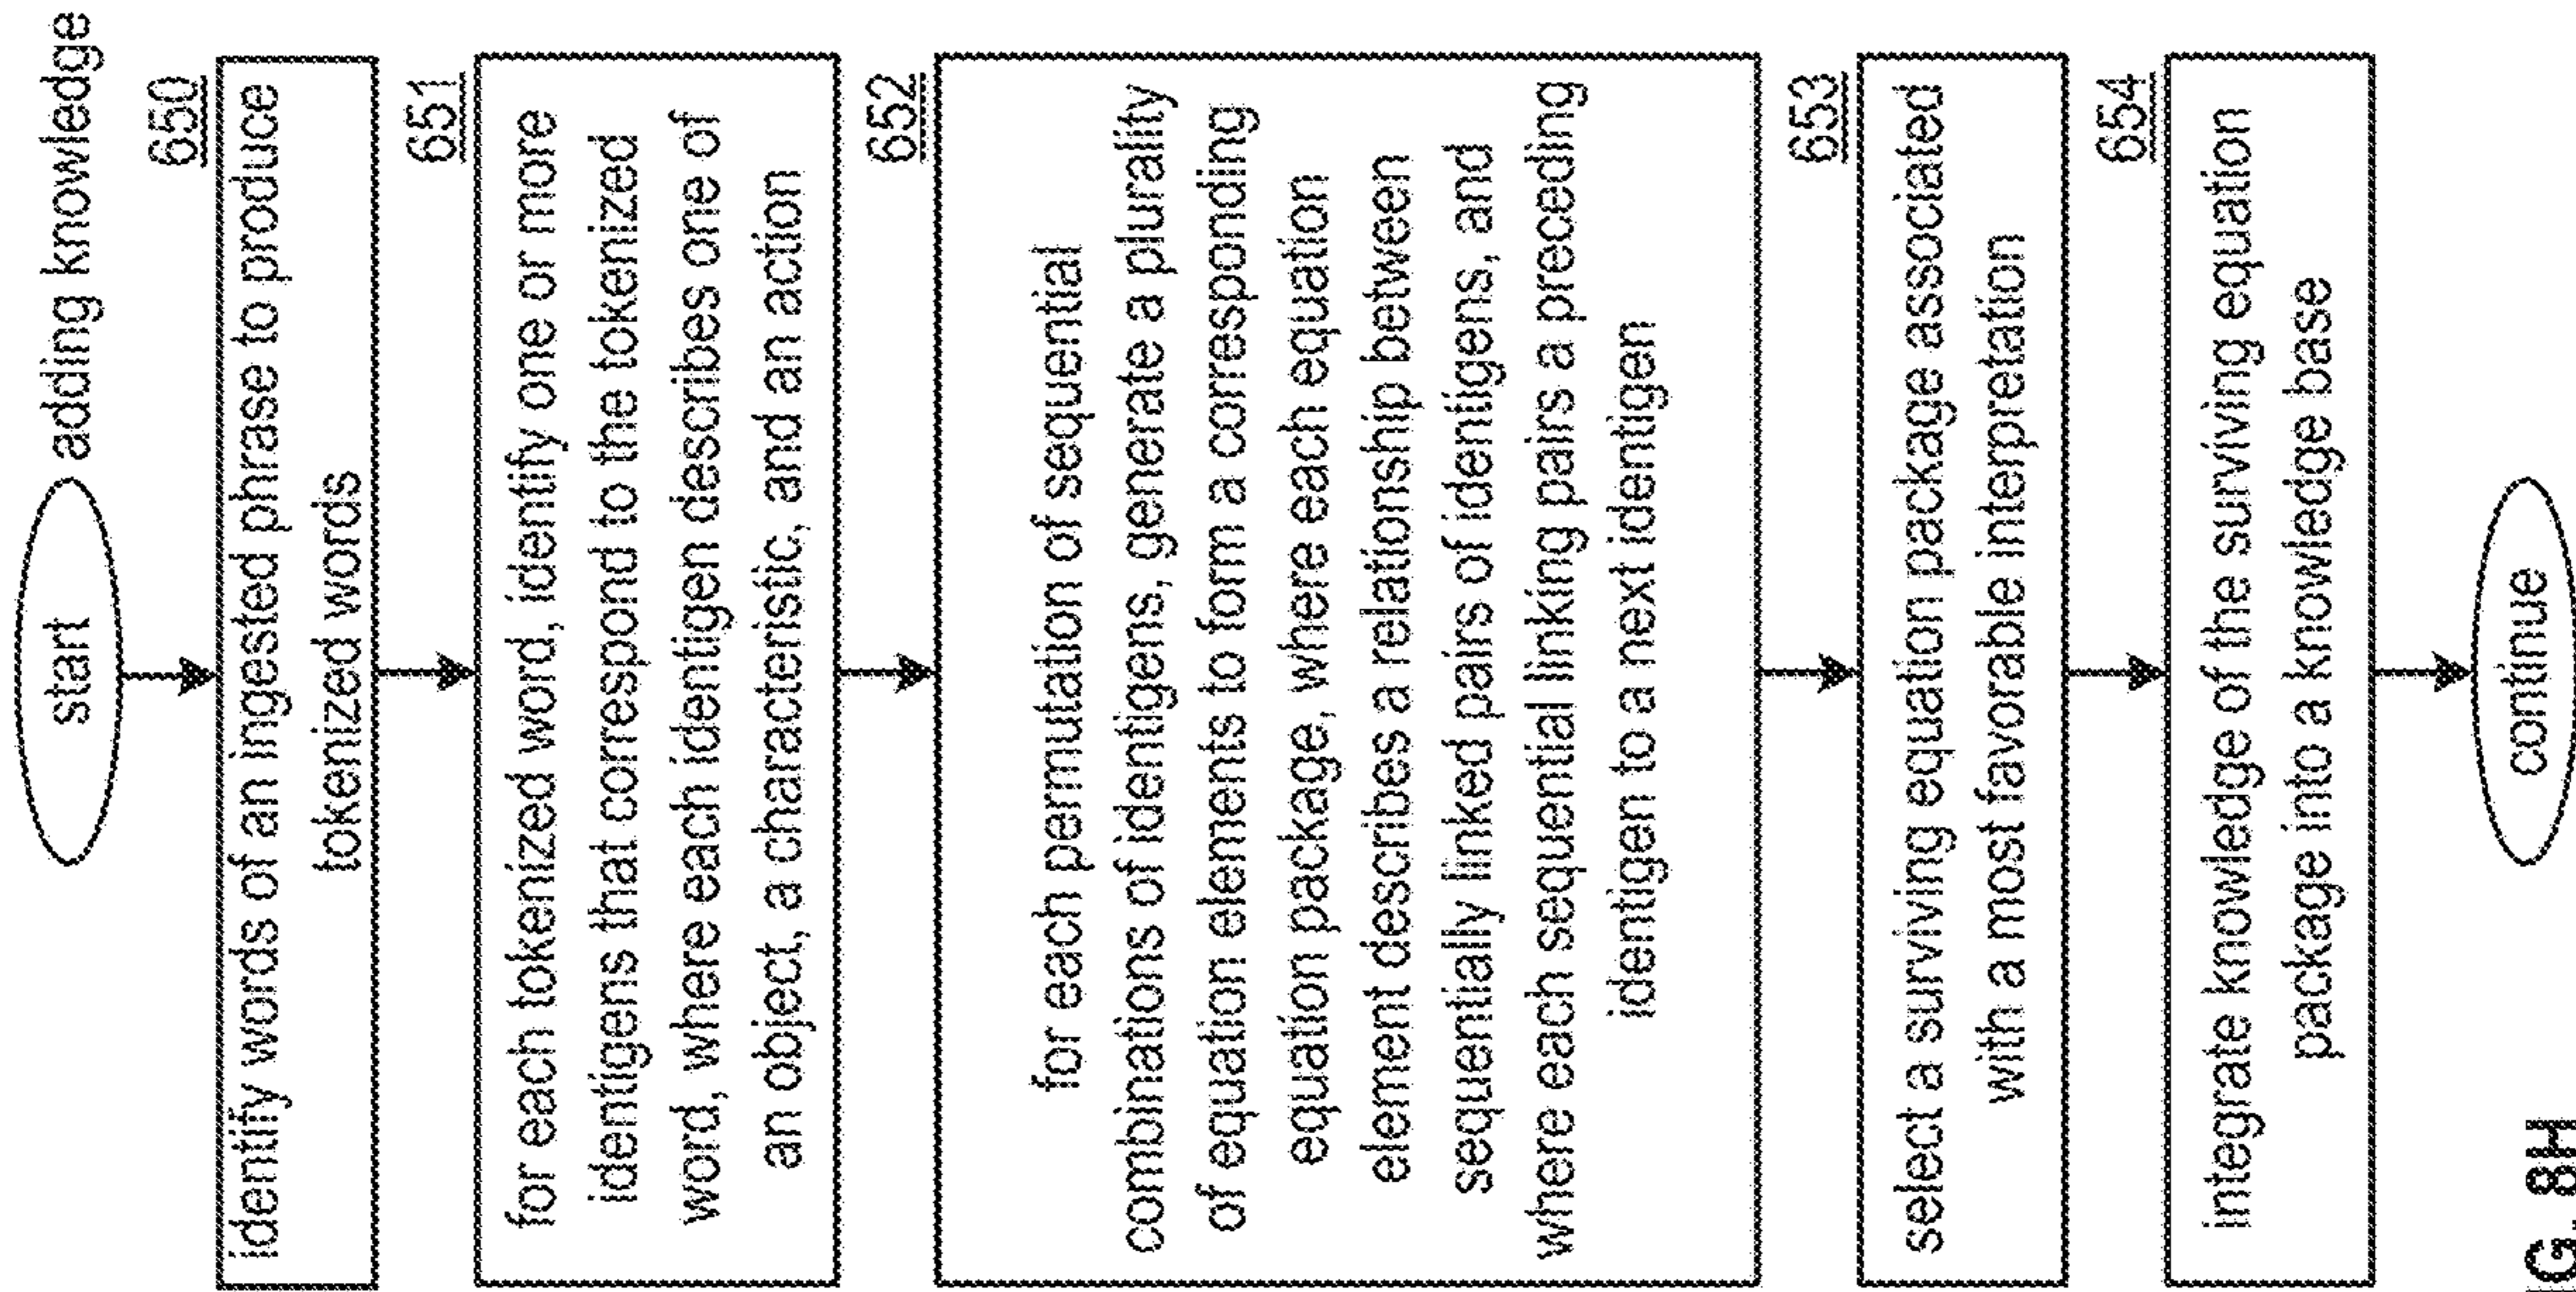 start
adding knowledge
650
identify words of an ingested phrase to produce
tokenized words
651
for each tokenized word, identify one or more
identigens that correspond to the tokenized
word, where each identigen describes one of
an object, a characteristic, and an action
652
for each permutation of sequential
combinations of identigens, generate a plurality
of equation elements to form a corresponding
equation package, where each equation
element describes a relationship between
sequentially linked pairs of identigens, and
where each sequential linking pairs a preceding
identigen to a next identigen
653
select a surviving equation package associated
with a most favorable interpretation
654
integrate knowledge of the surviving equation
package into a knowledge base
continue
IG. 8H